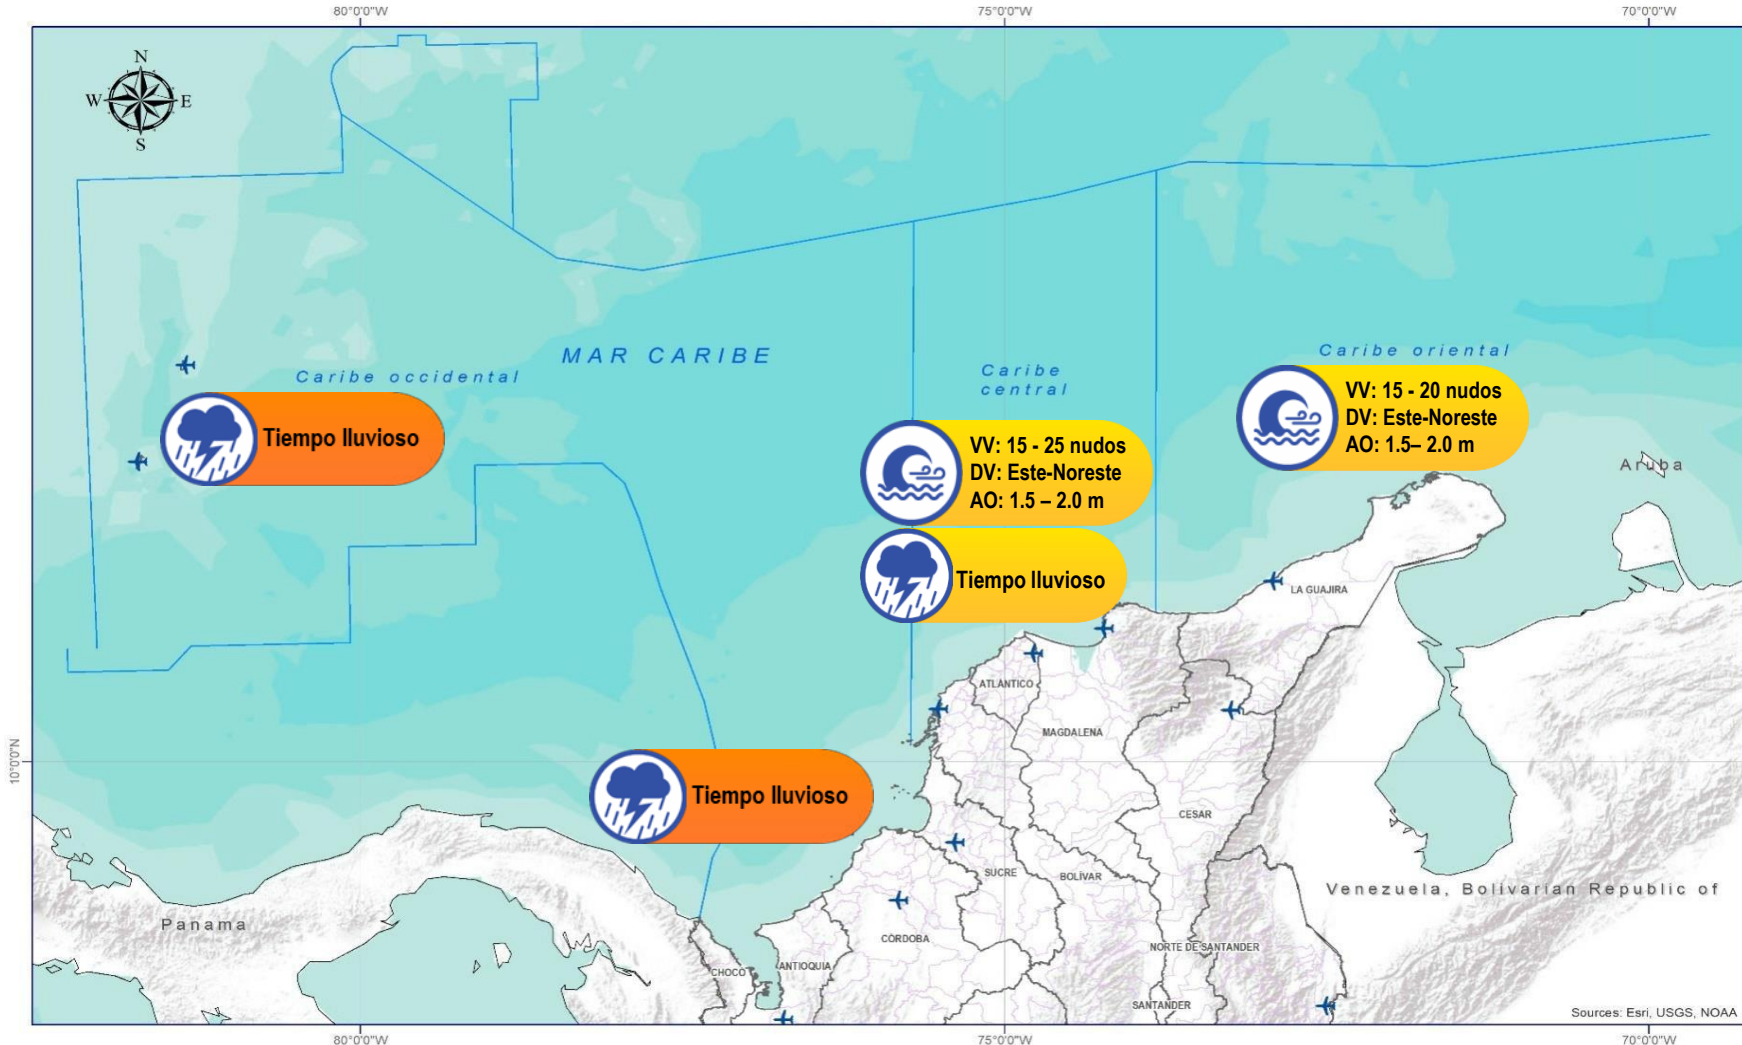 80°0'0"W
75°0'0"W
70°0'0"W
N
W
E
S
MAR CARIBE
Caribe occidental
Caribe
central
Caribe oriental
VV: 15 - 20 nudos
DV: Este-Noreste
AO: 1.5– 2.0 m
Tiempo lluvioso
VV: 15 - 25 nudos
DV: Este-Noreste
AO: 1.5 – 2.0 m
Aruba
Tiempo lluvioso
LA GUAJIRA
ATLÁNTICO
MAGDALENA
10°0'0"N
Tiempo lluvioso
CESAR
SUCRE
BOLÍVAR
Venezuela, Bolivarian Republic of
Panama
CÓRDOBA
NORTE DE SANTANDER
CHOCÓ
ANTIOQUIA
SANTANDER
Sources: Esri, USGS, NOAA
80°0'0"W
75°0'0"W
70°0'0"W